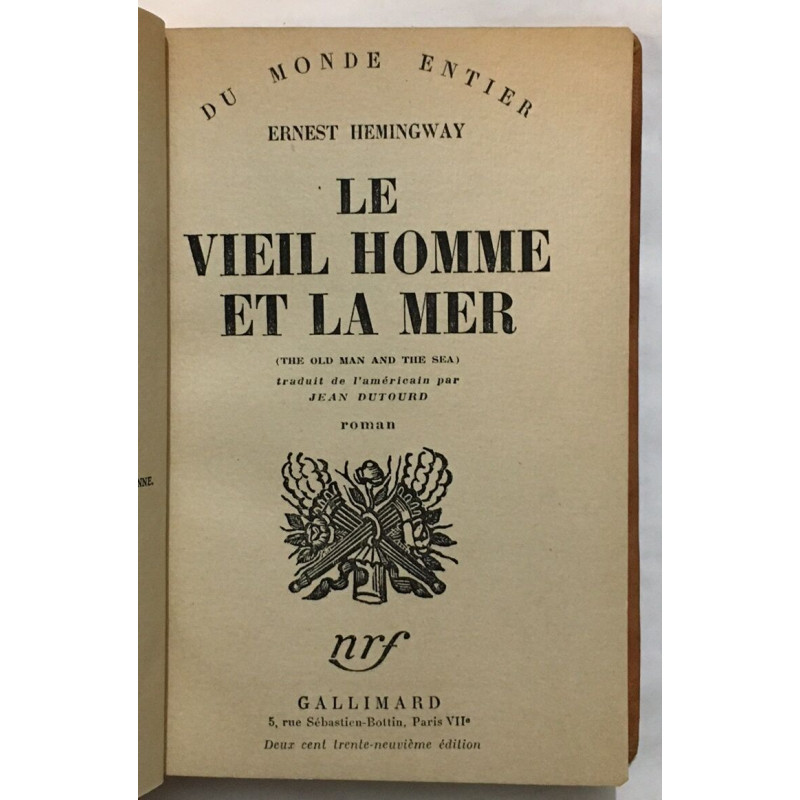 DU MONDE ENTIER
ERNEST HEMINGWAY
LE
VIEIL HOMME
ET LA MER
(THE OLD MAN AND THE SEA)
traduit de l'américain par
JEAN DUTOURD
roman
NNE.
nrf
GALLIMARD
5, rue Sébastien-Bottin, Paris VIIe
Deux cent trente-neuvième édition